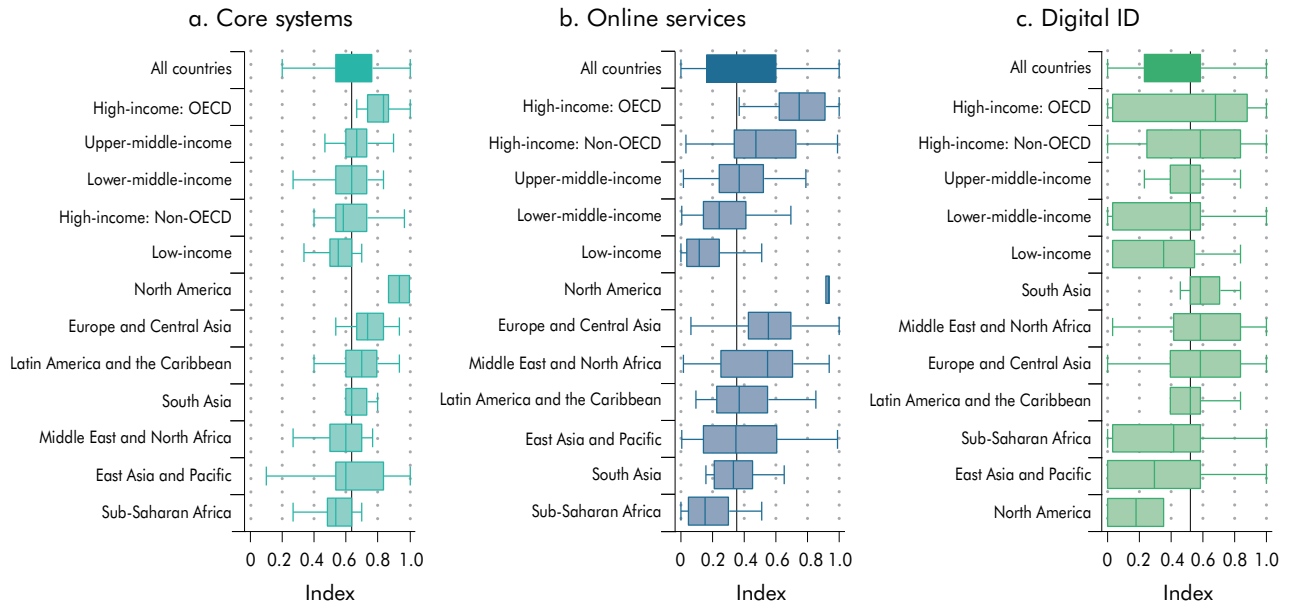 a. Core systems
All countries
High-income: OECD
Upper-middle-income
Lower-middle-income
High-income: Non-OECD
Low-income
North America
Europe and Central Asia
Latin America and the Caribbean
South Asia
Middle East and North Africa
East Asia and Pacific
Sub-Saharan Africa
0 0.2 0.4 0.6 0.8 1.0
Index
b. Online services
All countries
High-income: OECD
High-income: Non-OECD
Upper-middle-income
Lower-middle-income
Low-income
North America
Europe and Central Asia
Middle East and North Africa
Latin America and the Caribbean
East Asia and Pacific
South Asia
Sub-Saharan Africa
0 0.2 0.4 0.6 0.8 1.0
Index
c. Digital ID
All countries
High-income: OECD
High-income: Non-OECD
Upper-middle-income
Lower-middle-income
Low-income
South Asia
Middle East and North Africa
Europe and Central Asia
Latin America and the Caribbean
Sub-Saharan Africa
East Asia and Pacific
North America
0 0.2 0.4 0.6 0.8 1.0
Index